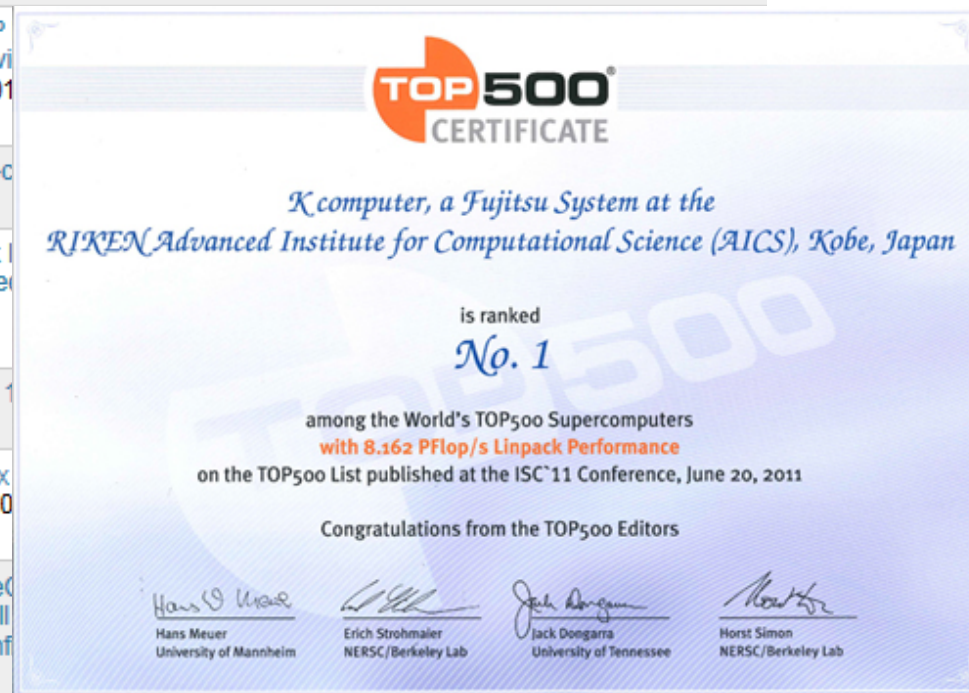 TOP500®
CERTIFICATE
K computer, a Fujitsu System at the
RIKEN Advanced Institute for Computational Science (AICS), Kobe, Japan
is ranked
No. 1
among the World's TOP500 Supercomputers
with 8.162 PFlop/s Linpack Performance
on the TOP500 List published at the ISC`11 Conference, June 20, 2011
Congratulations from the TOP500 Editors
Hans Meuer
University of Mannheim
Erich Strohmaier
NERSC/Berkeley Lab
Jack Dongarra
University of Tennessee
Horst Simon
NERSC/Berkeley Lab